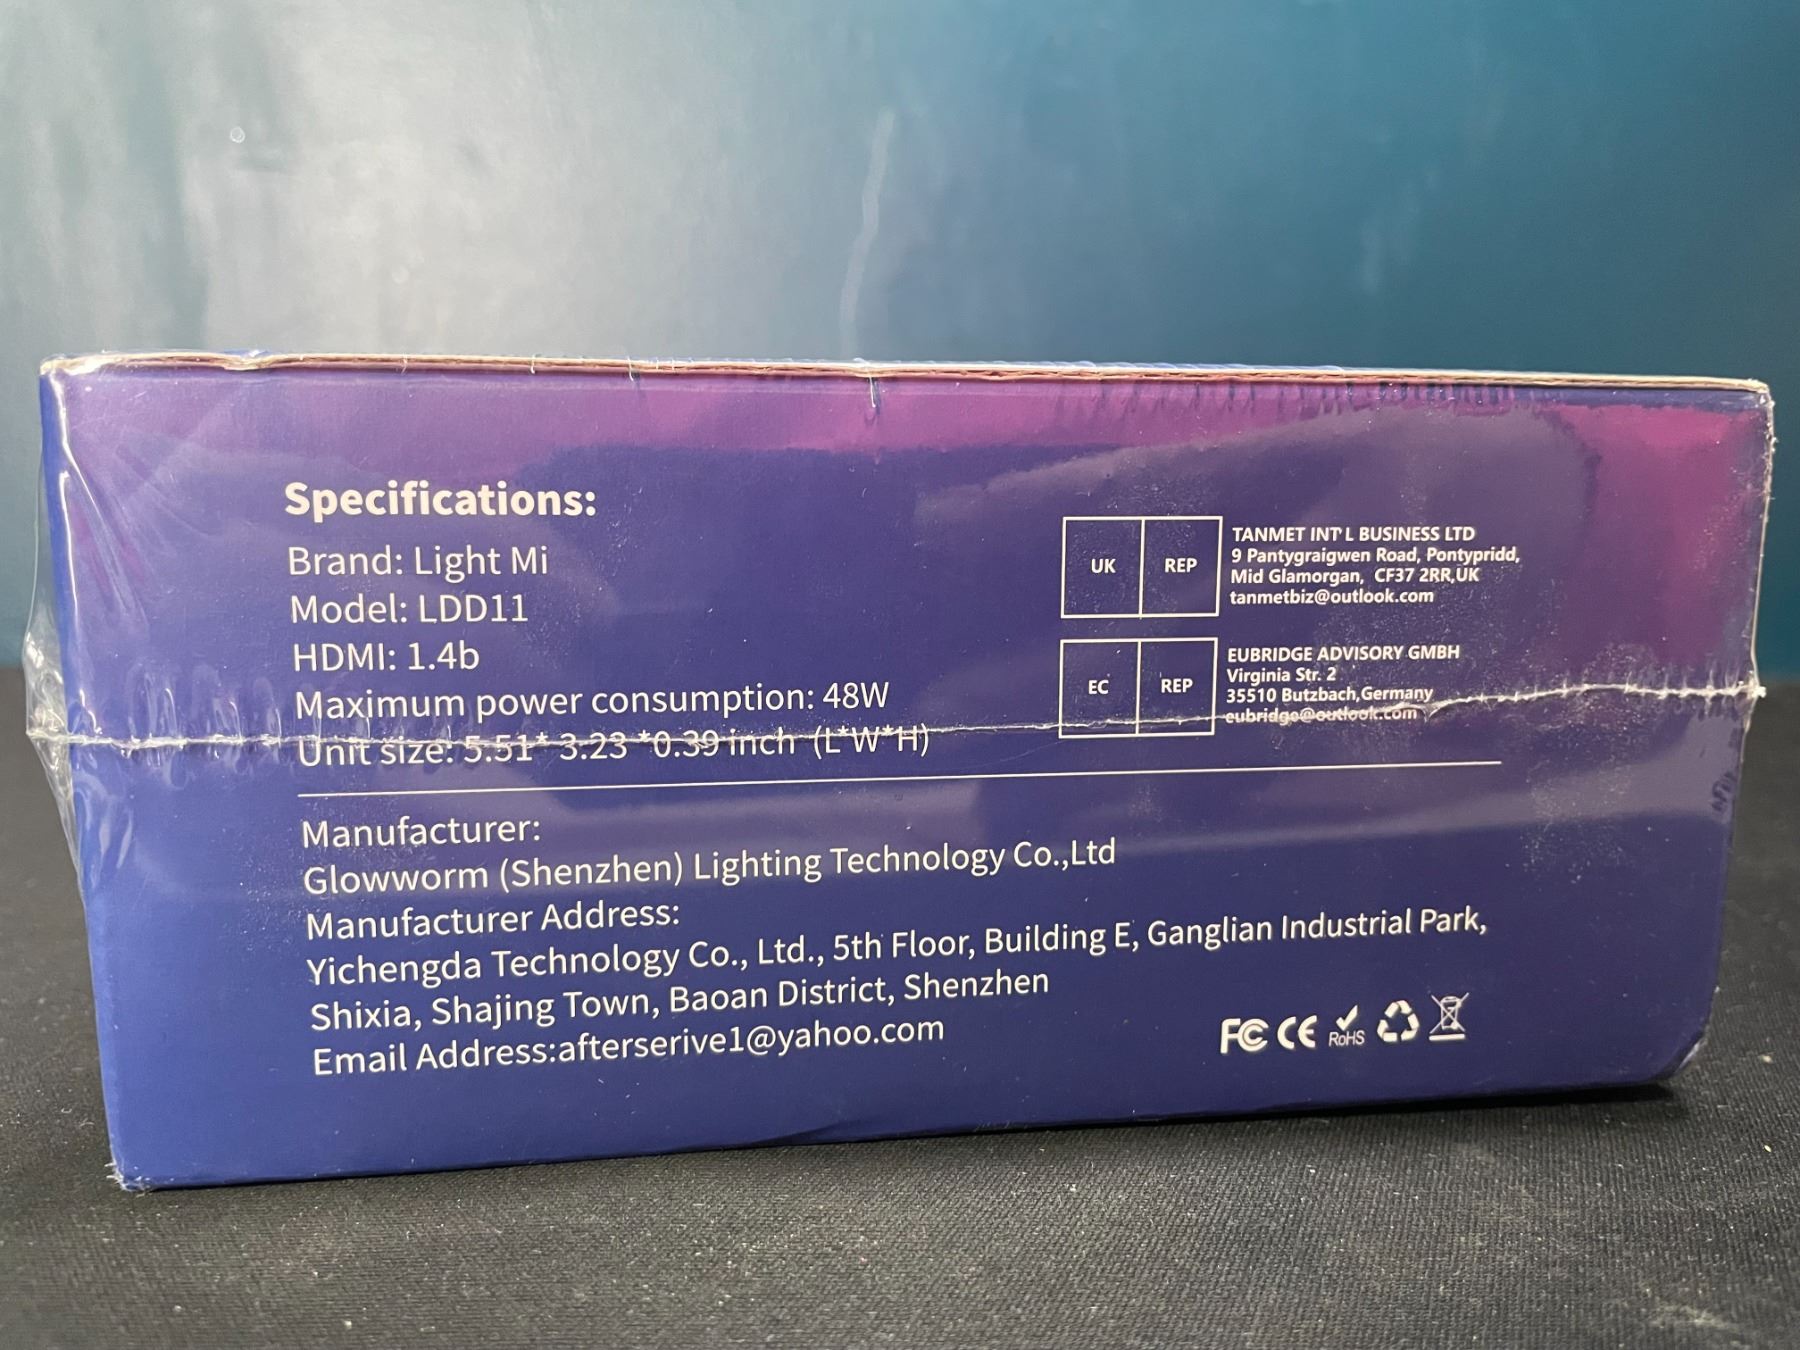 Specifications:
Brand: Light Mi
Model: LDD11
HDMI: 1.4b
Maximum power consumption: 48W
Unit size: 5.51* 3.23 *0.39 inch (L*W*H)
UK REP
TANMET INT'L BUSINESS LTD
9 Pantygraigwen Road, Pontypridd,
Mid Glamorgan, CF37 2RR,UK
tanmetbiz@outlook.com
EC REP
EUBRIDGE ADVISORY GMBH
Virginia Str. 2
35510 Butzbach,Germany
eubridge@outlook.com
Manufacturer:
Glowworm (Shenzhen) Lighting Technology Co.,Ltd
Manufacturer Address:
Yichengda Technology Co., Ltd., 5th Floor, Building E, Ganglian Industrial Park,
Shixia, Shajing Town, Baoan District, Shenzhen
Email Address:afterserive1@yahoo.com
FC CE RoHS